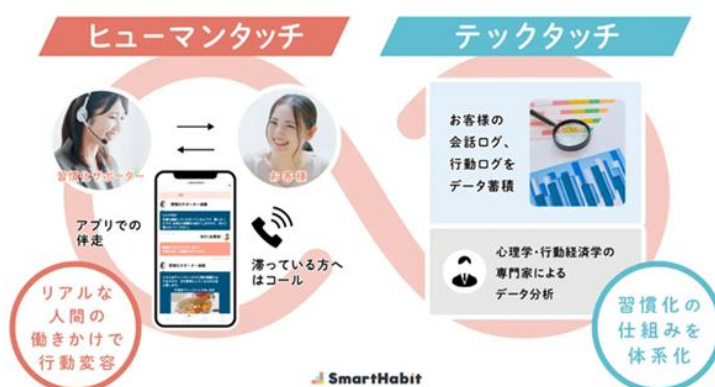 ヒューマンタッチ
テックタッチ
習慣化サポーター
お客様
アプリでの
伴走
滞っている方へ
はコール
リアルな
人間の
働きかけで
行動変容
お客様の
会話ログ、
行動ログを
データ蓄積
心理学・行動経済学の
専門家による
データ分析
習慣化の
仕組みを
体系化
SmartHabit